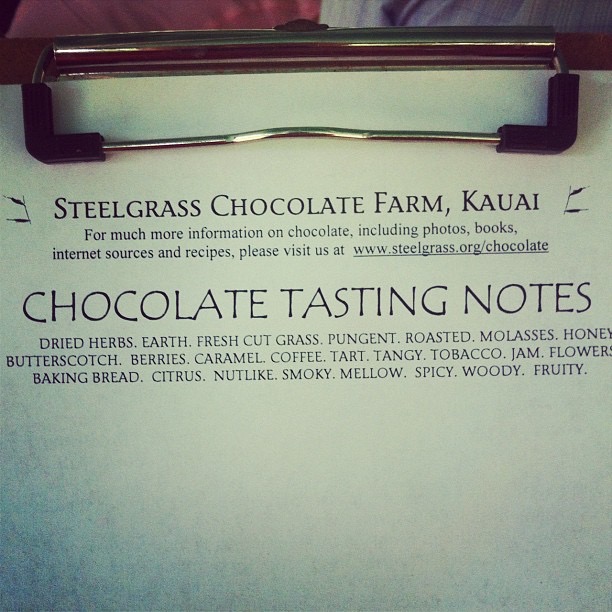 STEELGRASS CHOCOLATE FARM, KAUAI
For much more information on chocolate, including photos, books,
internet sources and recipes, please visit us at www.steelgrass.org/chocolate
CHOCOLATE TASTING NOTES
DRIED HERBS. EARTH. FRESH CUT GRASS. PUNGENT. ROASTED. MOLASSES. HONEY
BUTTERSCOTCH. BERRIES. CARAMEL. COFFEE. TART. TANGY. TOBACCO. JAM. FLOWERS
BAKING BREAD. CITRUS. NUTLIKE. SMOKY. MELLOW. SPICY. WOODY. FRUITY.